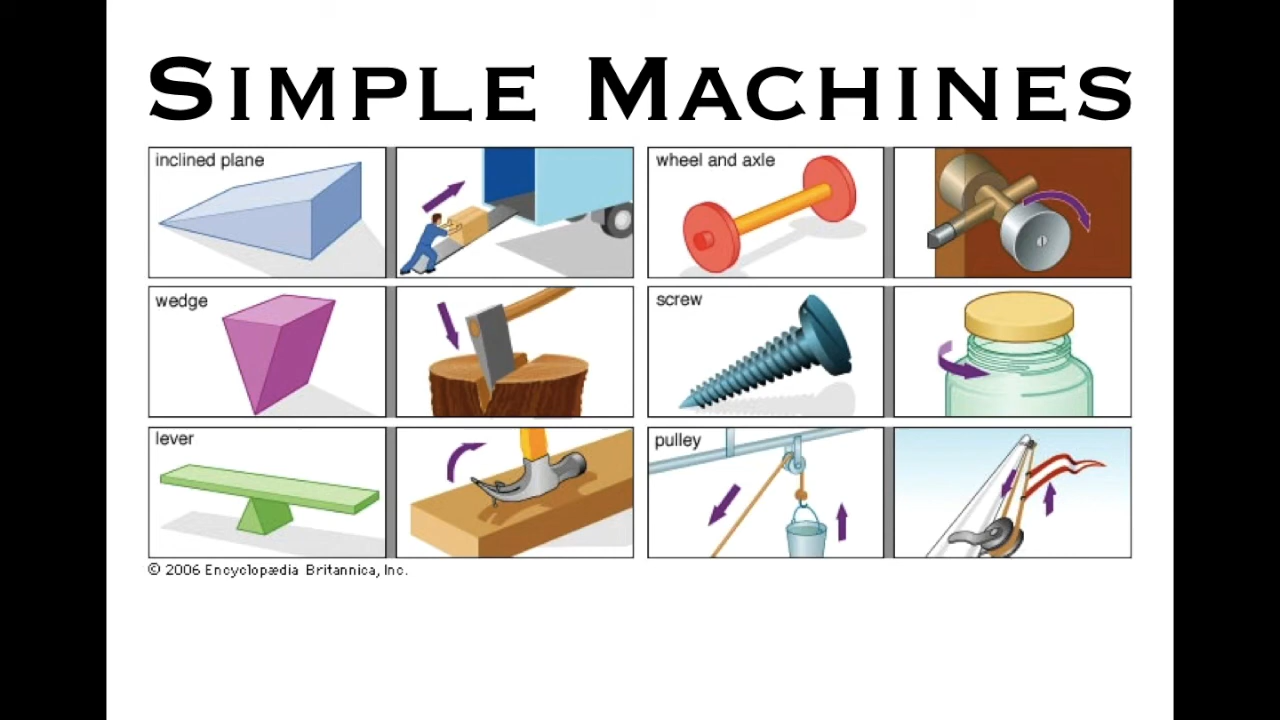 SIMPLE MACHINES
inclined plane
wheel and axle
wedge
screw
lever
pulley
© 2006 Encyclopædia Britannica, Inc.